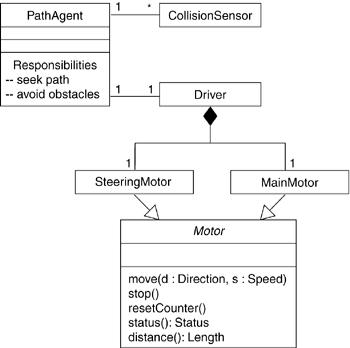 PathAgent
1
*
CollisionSensor
Responsibilities
-- seek path
-- avoid obstacles
1
1
Driver
1
1
SteeringMotor
MainMotor
Motor
move(d : Direction, s : Speed)
stop()
resetCounter()
status(): Status
distance(): Length